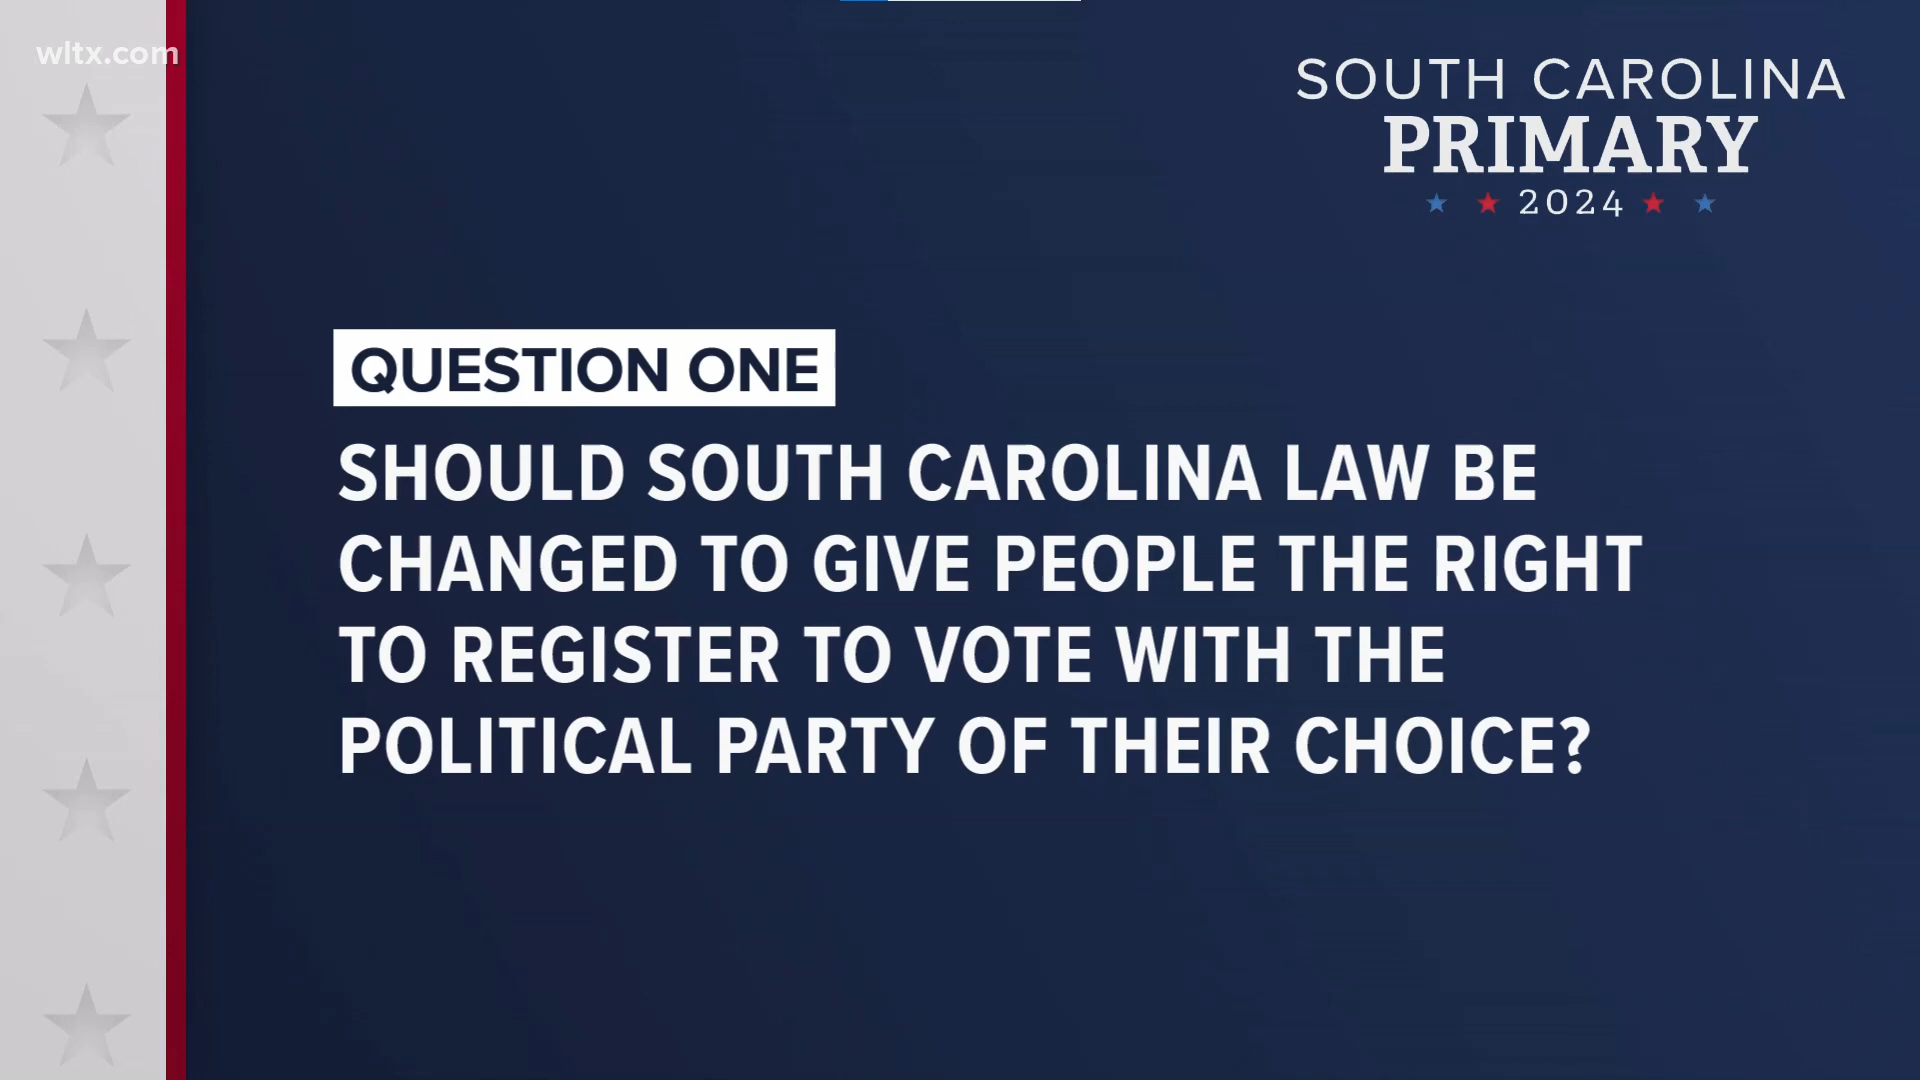 wltx.com
SOUTH CAROLINA
PRIMARY
2024
QUESTION ONE
SHOULD SOUTH CAROLINA LAW BE
CHANGED TO GIVE PEOPLE THE RIGHT
TO REGISTER TO VOTE WITH THE
POLITICAL PARTY OF THEIR CHOICE?